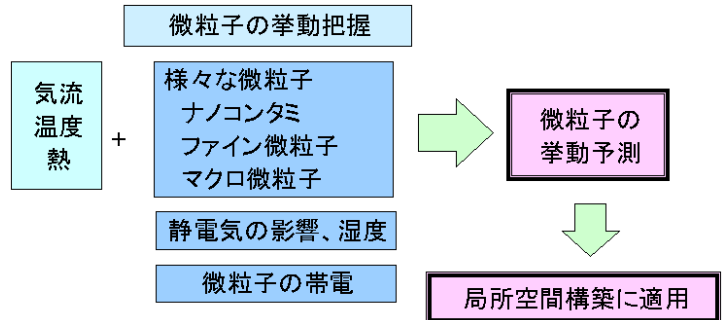 微粒子の挙動把握
気流
温度
熱
+
様々な微粒子
ナノコンタミ
ファイン微粒子
マクロ微粒子
静電気の影響、湿度
微粒子の帯電
微粒子の
挙動予測
局所空間構築に適用